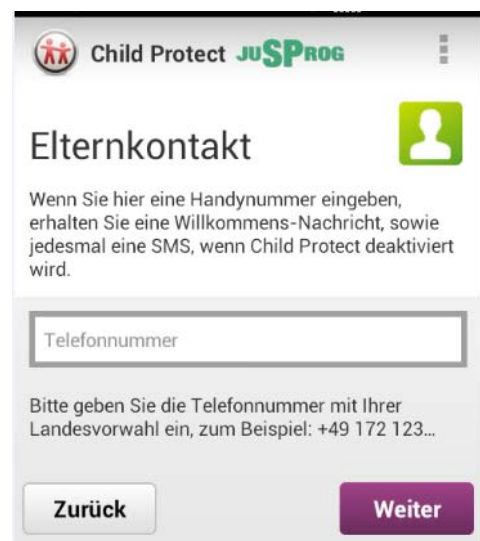 Child Protect JUSPROG
Elternkontakt
Wenn Sie hier eine Handynummer eingeben,
erhalten Sie eine Willkommens-Nachricht, sowie
jedesmal eine SMS, wenn Child Protect deaktiviert
wird.
Telefonnummer
Bitte geben Sie die Telefonnummer mit Ihrer
Landesvorwahl ein, zum Beispiel: +49 172 123...
Zurück Weiter